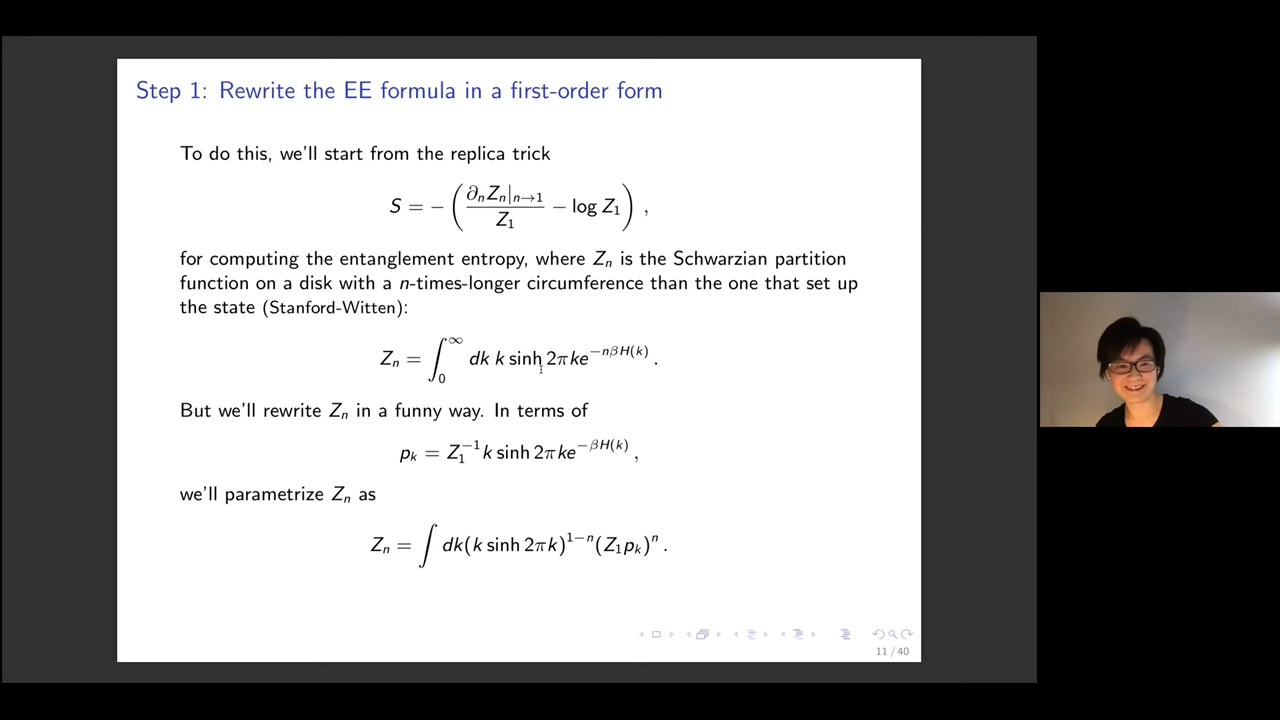 Step 1: Rewrite the EE formula in a first-order form
To do this, we'll start from the replica trick
S = − ( ∂ₙZₙ|ₙ→₁ / Z₁ − log Z₁ ) ,
for computing the entanglement entropy, where Zₙ is the Schwarzian partition
function on a disk with a n-times-longer circumference than the one that set up
the state (Stanford-Witten):
Zₙ = ∫₀^∞ dk k sinh 2πke^{−nβH(k)} .
But we'll rewrite Zₙ in a funny way. In terms of
pₖ = Z₁⁻¹ k sinh 2πke^{−βH(k)} ,
we'll parametrize Zₙ as
Zₙ = ∫ dk(k sinh 2πk)^{1−n}(Z₁pₖ)ⁿ .
11 / 40